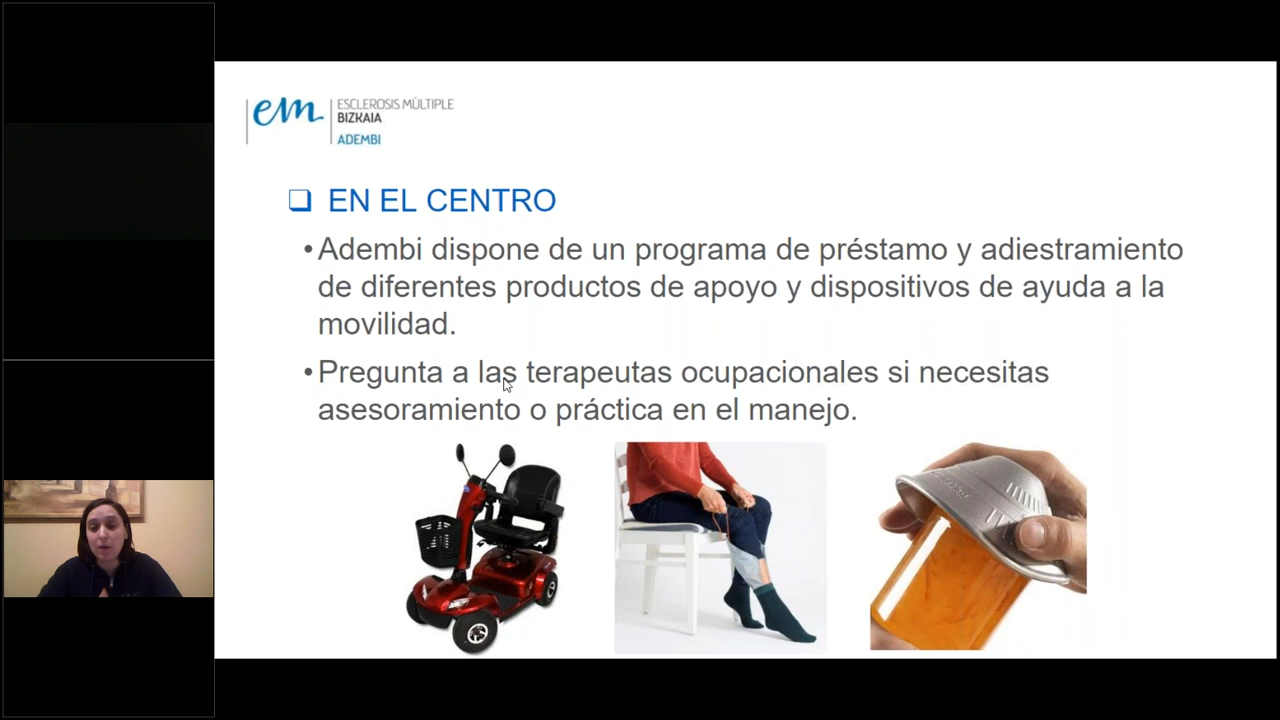 em
ESCLEROSIS MÚLTIPLE
BIZKAIA
ADEMBI
EN EL CENTRO
•Adembi dispone de un programa de préstamo y adiestramiento
de diferentes productos de apoyo y dispositivos de ayuda a la
movilidad.
•Pregunta a las terapeutas ocupacionales si necesitas
asesoramiento o práctica en el manejo.